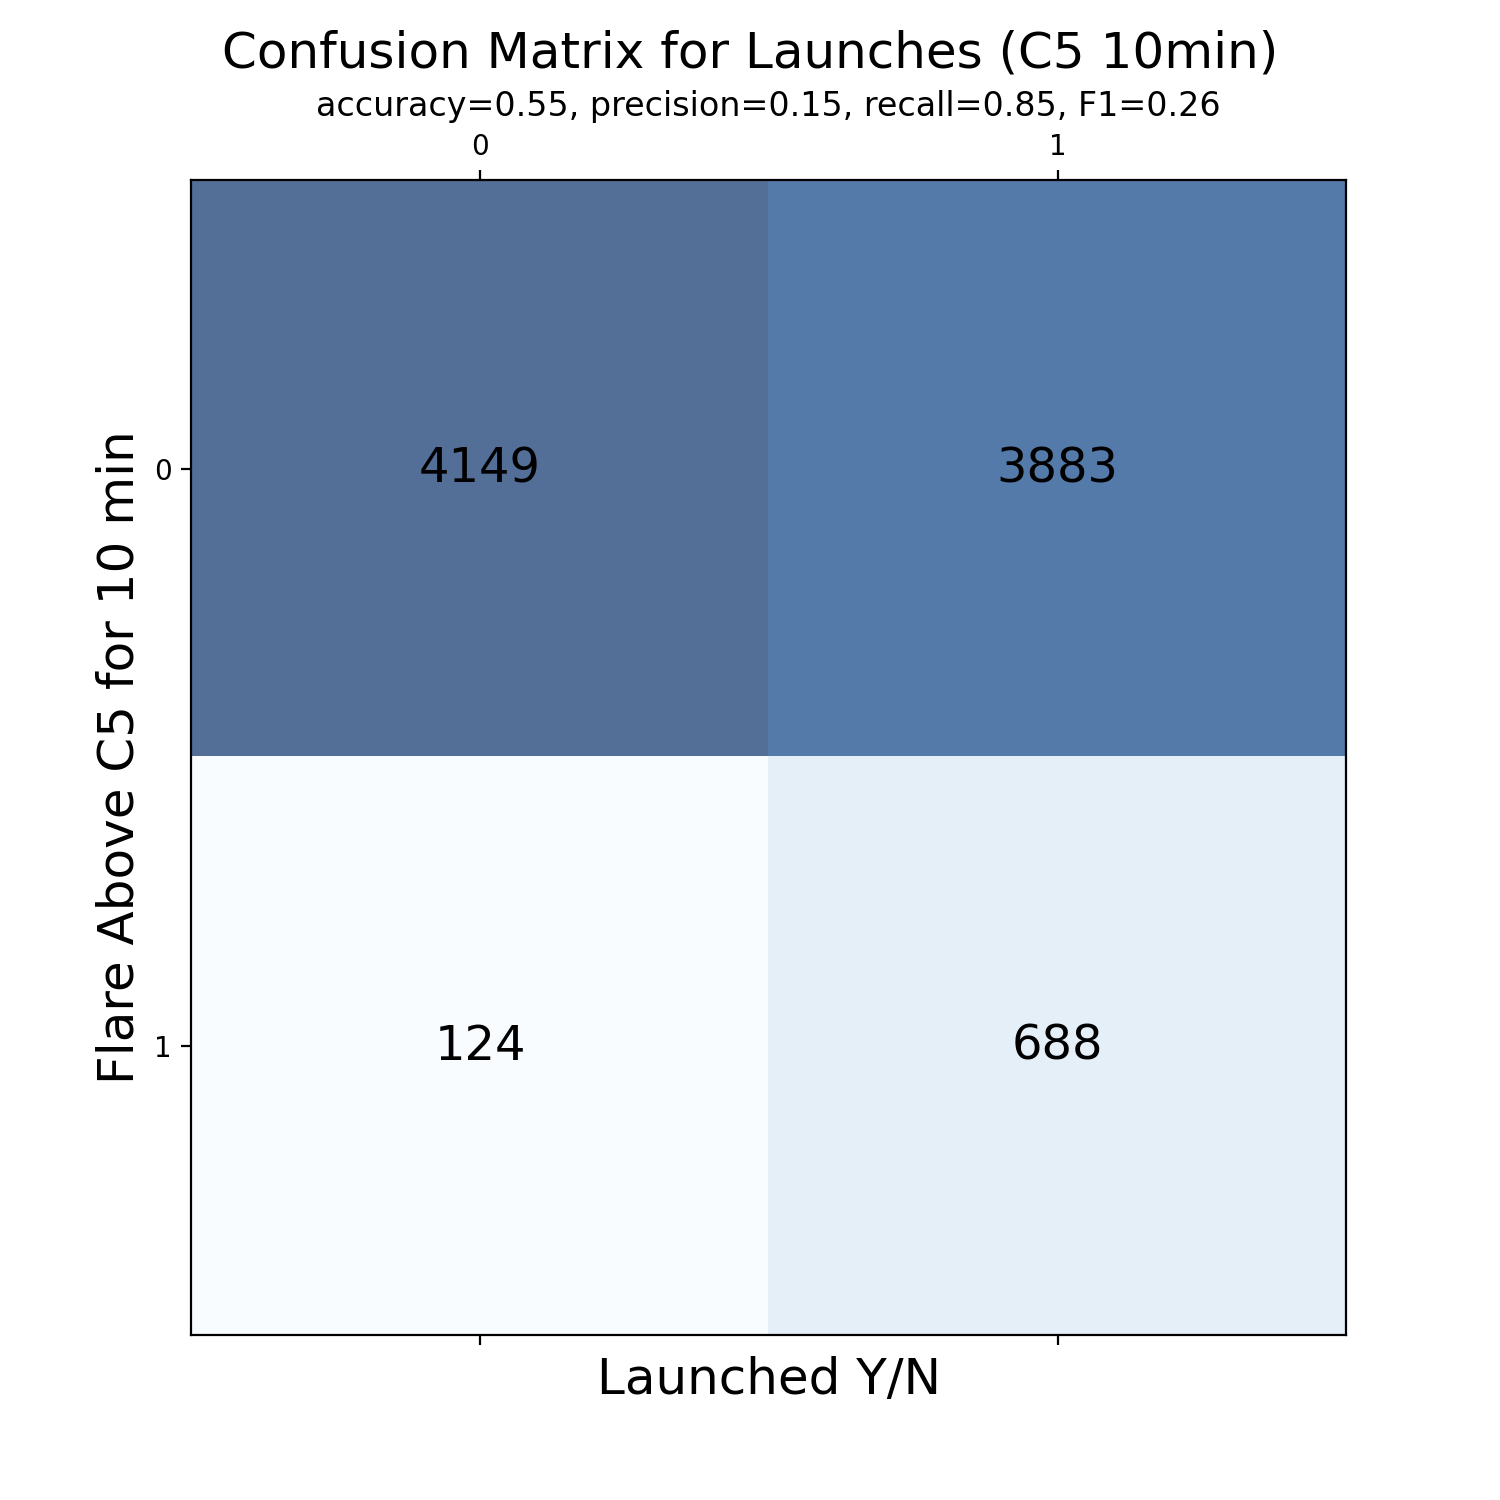 Confusion Matrix for Launches (C5 10min)
accuracy=0.55, precision=0.15, recall=0.85, F1=0.26
0 1
Flare Above C5 for 10 min
0 4149 3883
1 124 688
Launched Y/N